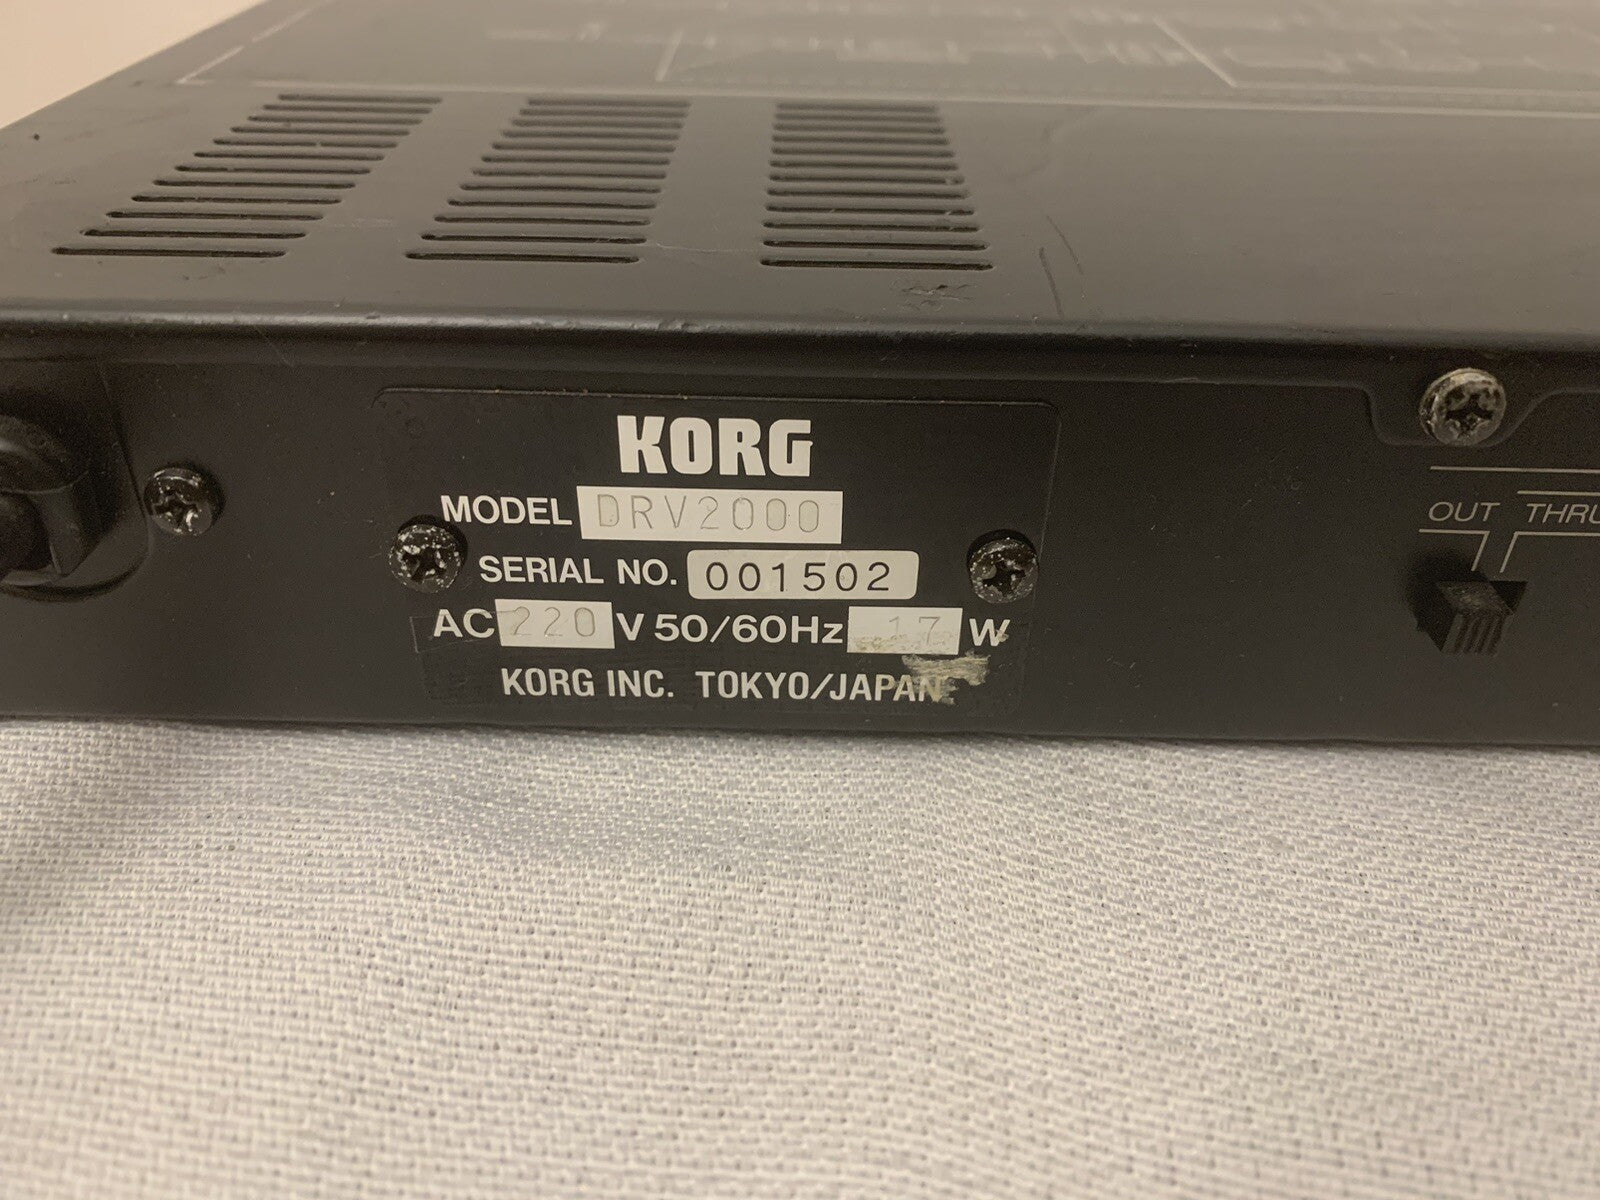 KORG
MODEL DRV2000
SERIAL NO. 001502
AC 220 V 50/60Hz 17 W
KORG INC. TOKYO/JAPAN
OUT THRU